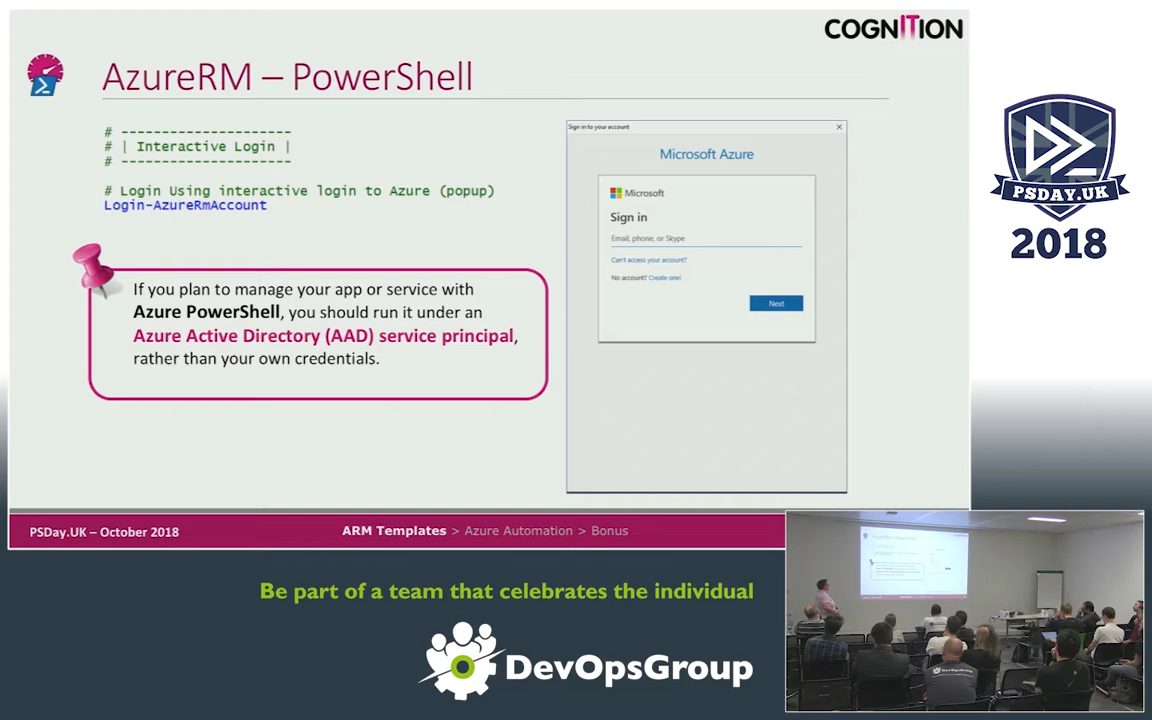 COGNITION
AzureRM – PowerShell
# ----------------------
# | Interactive Login |
# ----------------------
# Login Using interactive login to Azure (popup)
Login-AzureRmAccount
If you plan to manage your app or service with
Azure PowerShell, you should run it under an
Azure Active Directory (AAD) service principal,
rather than your own credentials.
Sign in to your account
Microsoft Azure
Microsoft
Sign in
Email, phone, or Skype
Can't access your account?
No account? Create one!
Next
PSDAY.UK
2018
PSDay.UK – October 2018
ARM Templates > Azure Automation > Bonus
Be part of a team that celebrates the individual
DevOpsGroup